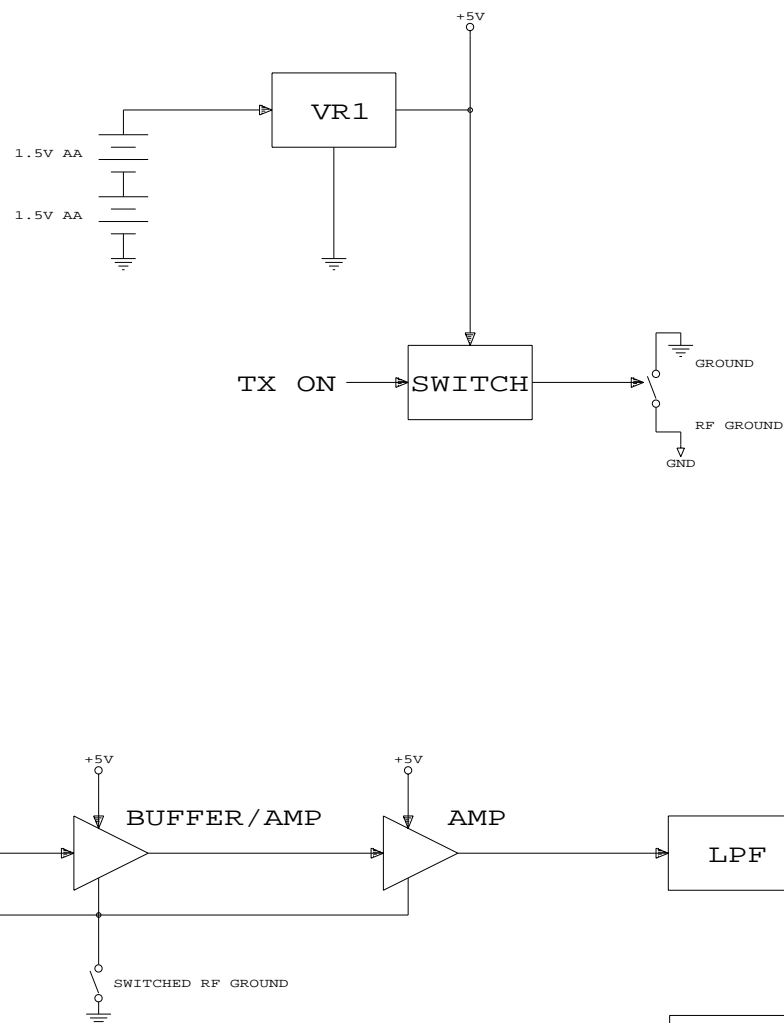 +5V
VR1
1.5V AA
1.5V AA
TX ON
SWITCH
GROUND
RF GROUND
GND
+5V
+5V
BUFFER/AMP
AMP
LPF
SWITCHED RF GROUND